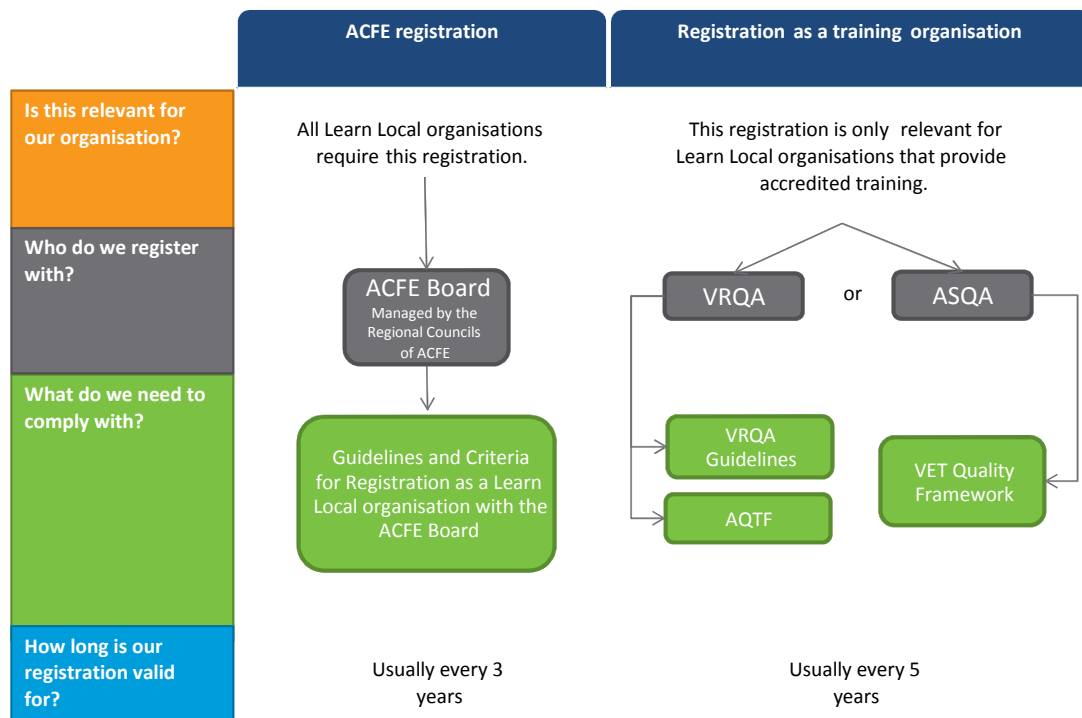 ACFE registration
Registration as a training organisation
Is this relevant for
our organisation?
All Learn Local organisations
require this registration.
This registration is only relevant for
Learn Local organisations that provide
accredited training.
Who do we register
with?
ACFE Board
Managed by the
Regional Councils
of ACFE
VRQA
or
ASQA
What do we need to
comply with?
Guidelines and Criteria
for Registration as a Learn
Local organisation with the
ACFE Board
VRQA
Guidelines
AQTF
VET Quality
Framework
How long is our
registration valid
for?
Usually every 3
years
Usually every 5
years